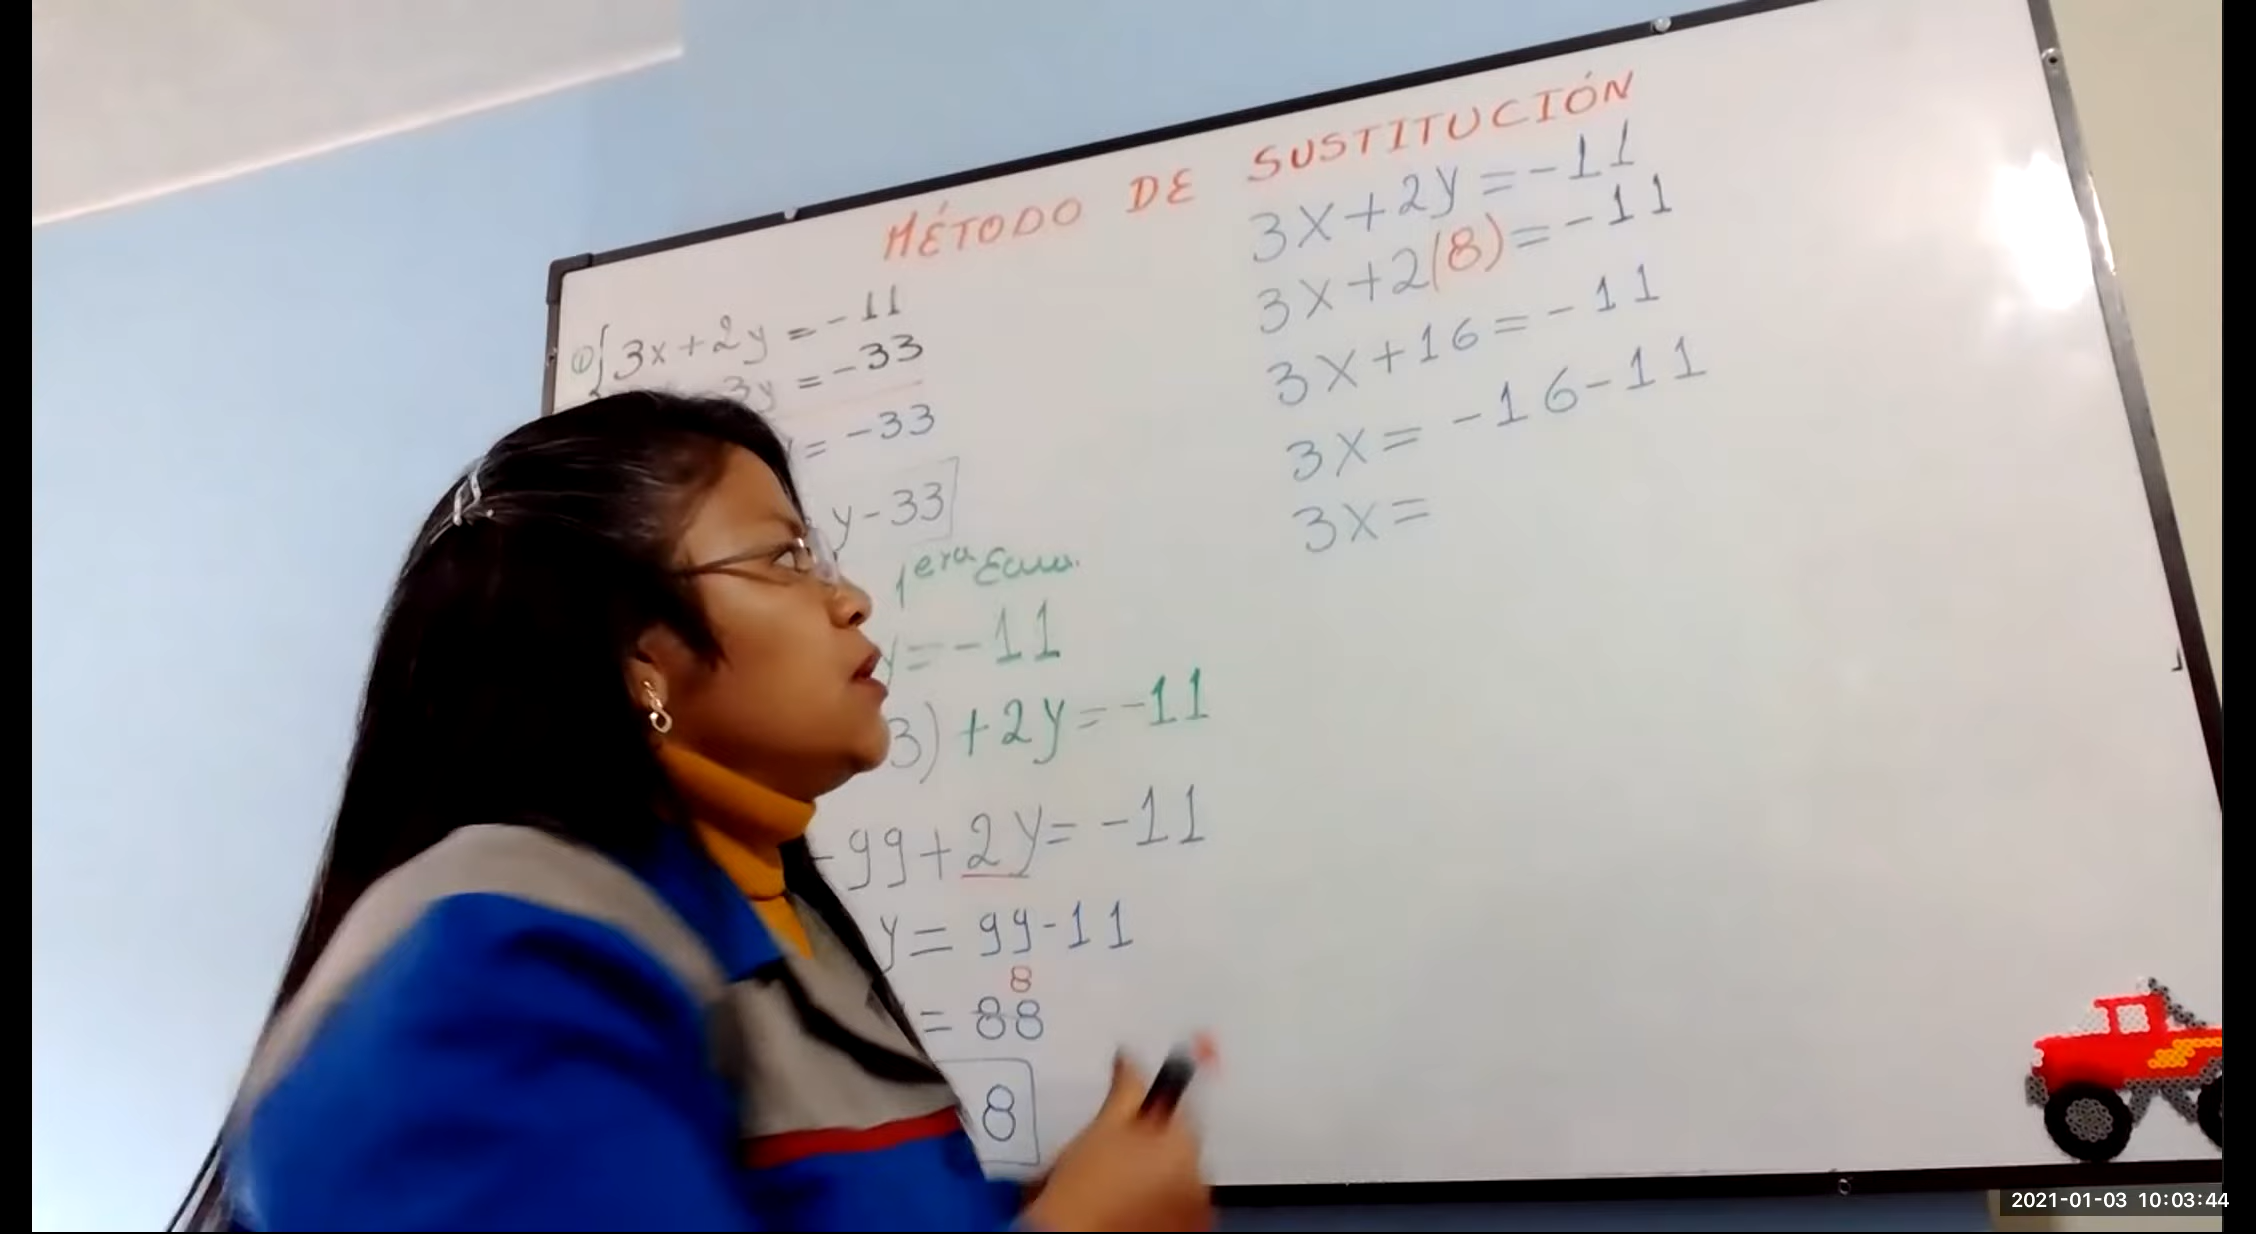 MÉTODO DE SUSTITUCIÓN
① 3x+2y = -11
3y = -33
= -33
y-33
1era Ecua.
y=-11
3) +2y=-11
-99+2y= -11
y= 99-11
8
= 88
8
3x+2y=-11
3x+2(8)=-11
3x+16=-11
3x= -16-11
3x=
2021-01-03 10:03:44